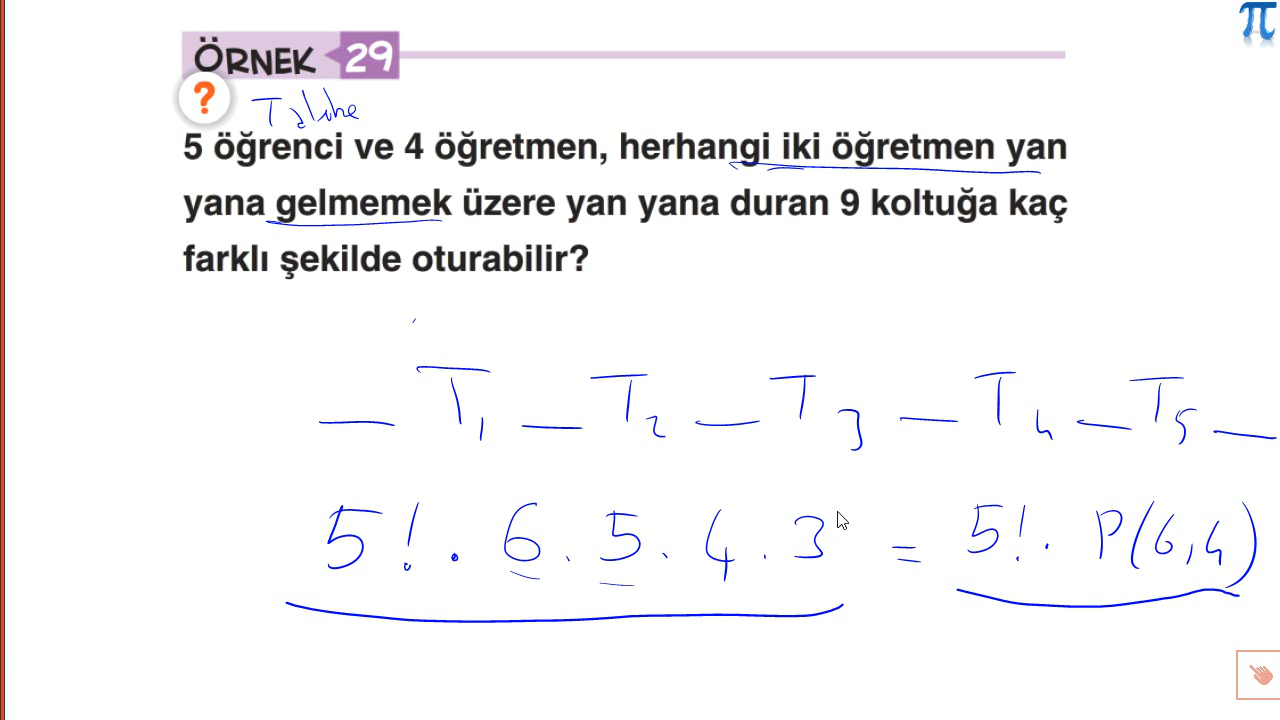 π
ÖRNEK 29
?
Talebe
5 öğrenci ve 4 öğretmen, herhangi iki öğretmen yan
yana gelmemek üzere yan yana duran 9 koltuğa kaç
farklı şekilde oturabilir?
_ T₁ _ T₂ _ T₃ _ T₄ _ T₅ _
5! . 6 . 5 . 4 . 3 = 5! . P(6,4)